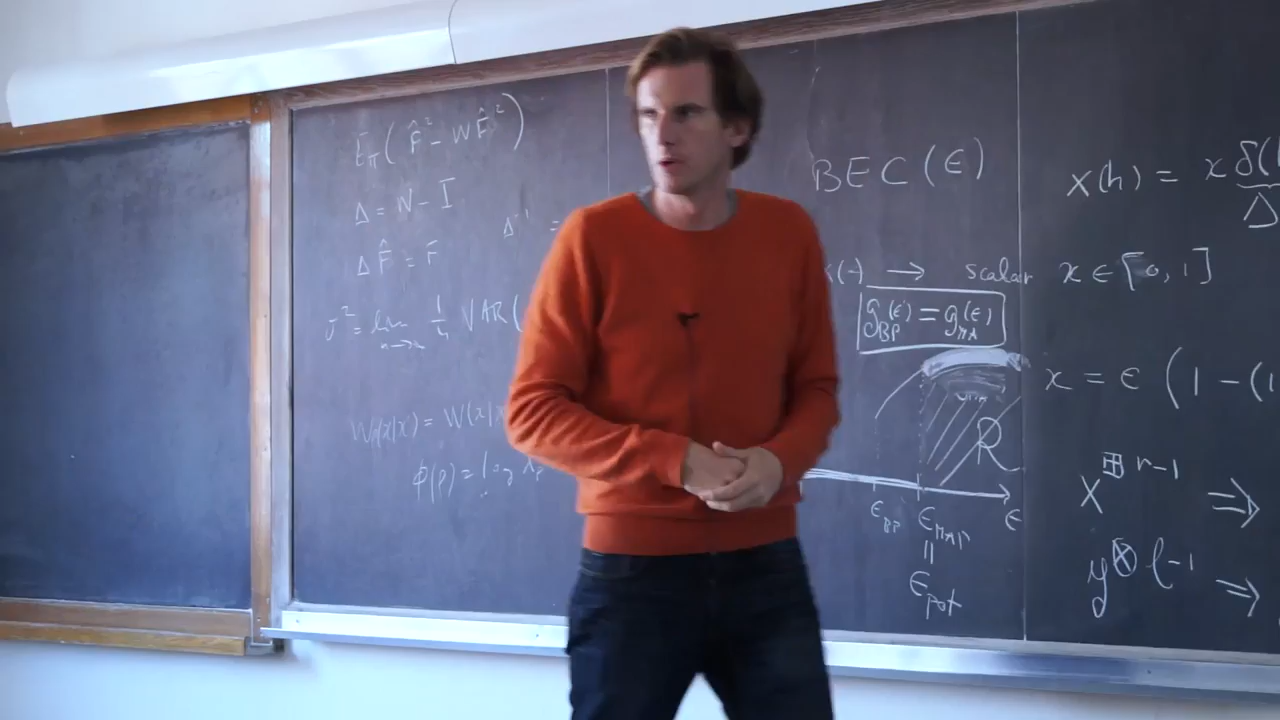 E_π(F̂² - WF̂²)
Δ = W - I
Δ⁻¹ =
ΔF̂ = F
σ² = lim 1/n VAR(
n→∞
W(x|x
φ(p) = log λ_p
BEC(ϵ)
(-) → scalar
g_BP(ϵ) = g_MAP(ϵ)
R
ϵ_BP ϵ_MAP ϵ
||
ϵ_pot
x(h) = x δ(h
Δ
x ∈ [0,1]
x = ϵ (1 - (1
x^⊞ r-1 ⇒
y^⊗ l-1 ⇒